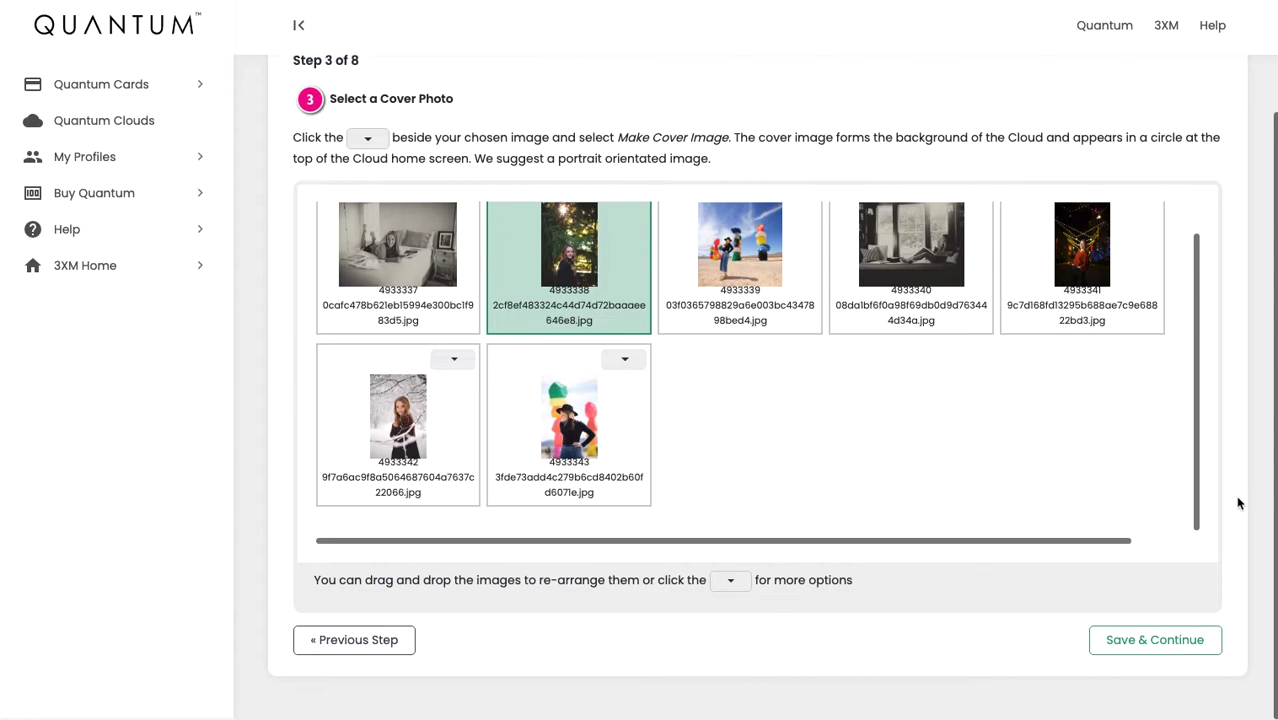 QUANTUM™
Quantum 3XM Help
Quantum Cards
Quantum Clouds
My Profiles
Buy Quantum
Help
3XM Home
Step 3 of 8
3 Select a Cover Photo
Click the beside your chosen image and select Make Cover Image. The cover image forms the background of the Cloud and appears in a circle at the
top of the Cloud home screen. We suggest a portrait orientated image.
4933337
0cafc478b621eb15994e300bc1f9
83d5.jpg
4933338
2cf8ef483324c44d74d72baaaee
646e8.jpg
4933339
03f0365798829a6e003bc43478
98bed4.jpg
4933340
08da1bf6f0a98f69db0d9d76344
4d34a.jpg
4933341
9c7d168fd13295b688ae7c9e688
22bd3.jpg
4933342
9f7a6ac9f8a5064687604a7637c
22066.jpg
4933343
3fde73add4c279b6cd8402b60f
d6071e.jpg
You can drag and drop the images to re-arrange them or click the for more options
« Previous Step
Save & Continue